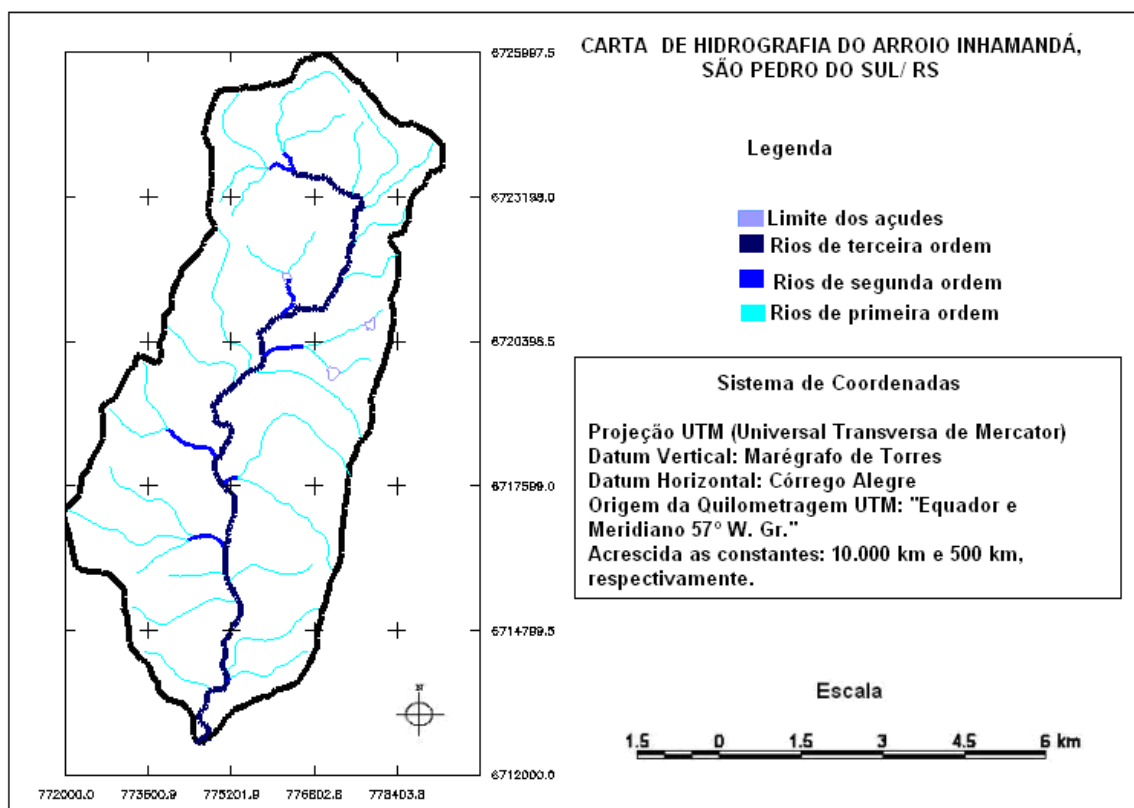 CARTA DE HIDROGRAFIA DO ARROIO INHAMANDÁ,
SÃO PEDRO DO SUL/ RS
Legenda
Limite dos açudes
Rios de terceira ordem
Rios de segunda ordem
Rios de primeira ordem
Sistema de Coordenadas
Projeção UTM (Universal Transversa de Mercator)
Datum Vertical: Marégrafo de Torres
Datum Horizontal: Córrego Alegre
Origem da Quilometragem UTM: "Equador e
Meridiano 57º W. Gr."
Acrescida as constantes: 10.000 km e 500 km,
respectivamente.
Escala
1.5 0 1.5 3 4.5 6 km
6725997.5
6723198.0
6720398.5
6717599.0
6714799.5
6712000.0
772000.0 773600.9 775201.9 776802.8 778403.8
N